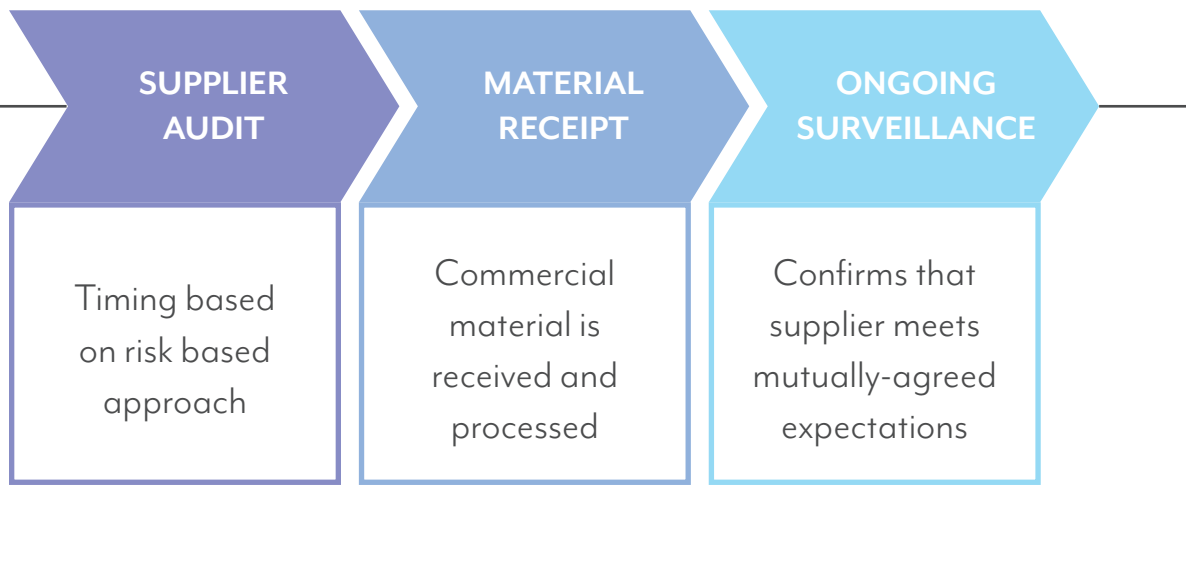 SUPPLIER
AUDIT
Timing based
on risk based
approach
MATERIAL
RECEIPT
Commercial
material is
received and
processed
ONGOING
SURVEILLANCE
Confirms that
supplier meets
mutually-agreed
expectations